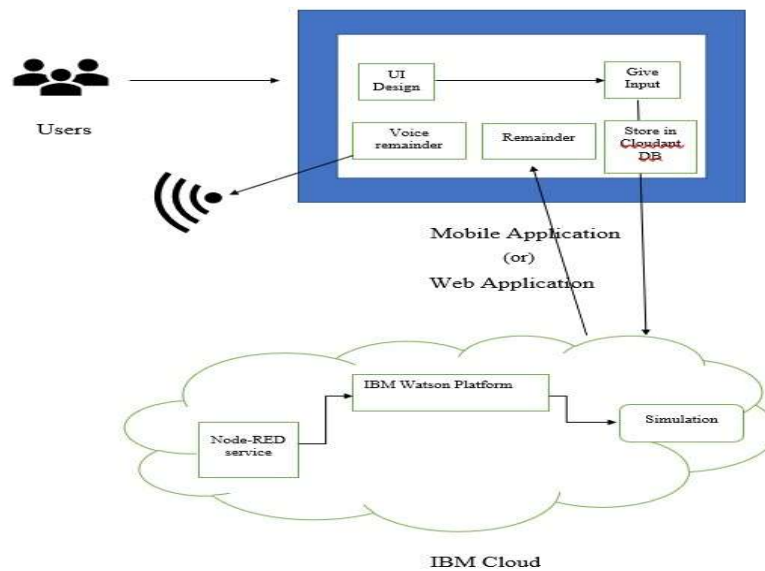 UI
Design
Give
Input
Users
Voice
remainder
Remainder
Store in
Cloudant
DB
Mobile Application
(or)
Web Application
IBM Watson Platform
Simulation
Node-RED
service
IBM Cloud